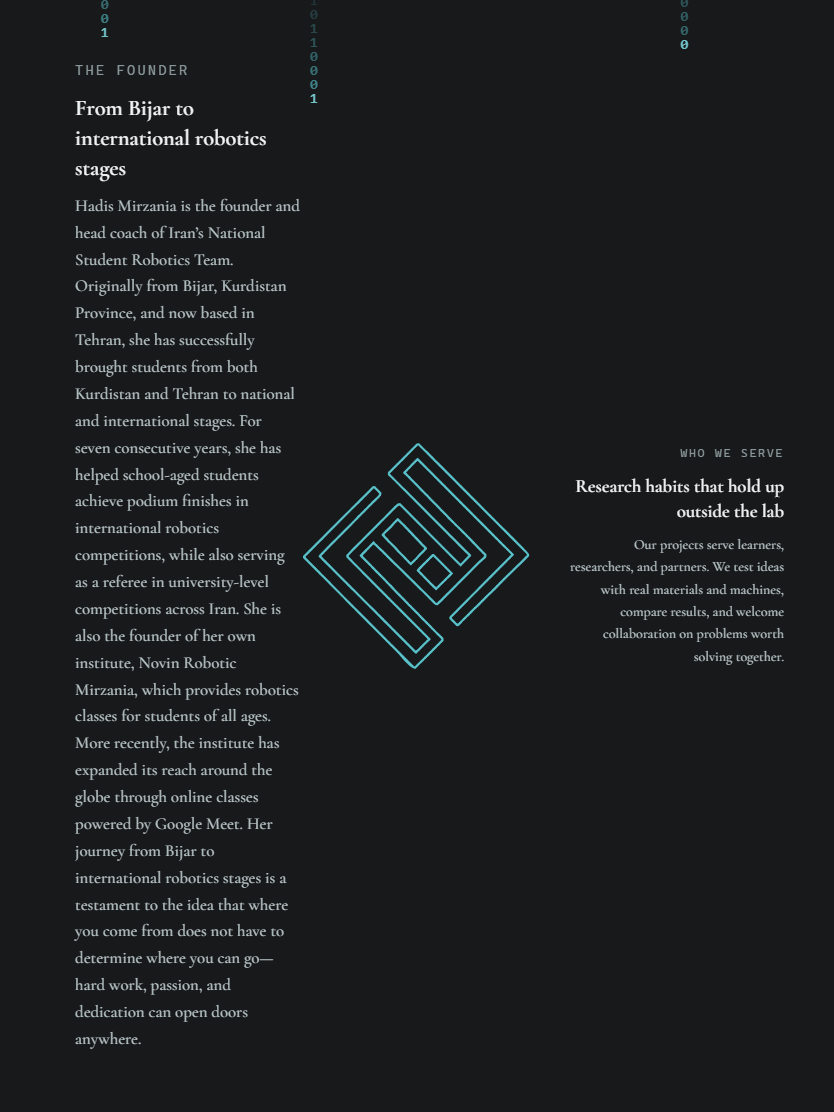 0
0
1
1
0
1
1
0
0
0
1
0
0
0
0
THE FOUNDER
From Bijar to
international robotics
stages
Hadis Mirzania is the founder and
head coach of Iran’s National
Student Robotics Team.
Originally from Bijar, Kurdistan
Province, and now based in
Tehran, she has successfully
brought students from both
Kurdistan and Tehran to national
and international stages. For
seven consecutive years, she has
helped school-aged students
achieve podium finishes in
international robotics
competitions, while also serving
as a referee in university-level
competitions across Iran. She is
also the founder of her own
institute, Novin Robotic
Mirzania, which provides robotics
classes for students of all ages.
More recently, the institute has
expanded its reach around the
globe through online classes
powered by Google Meet. Her
journey from Bijar to
international robotics stages is a
testament to the idea that where
you come from does not have to
determine where you can go—
hard work, passion, and
dedication can open doors
anywhere.
WHO WE SERVE
Research habits that hold up
outside the lab
Our projects serve learners,
researchers, and partners. We test ideas
with real materials and machines,
compare results, and welcome
collaboration on problems worth
solving together.